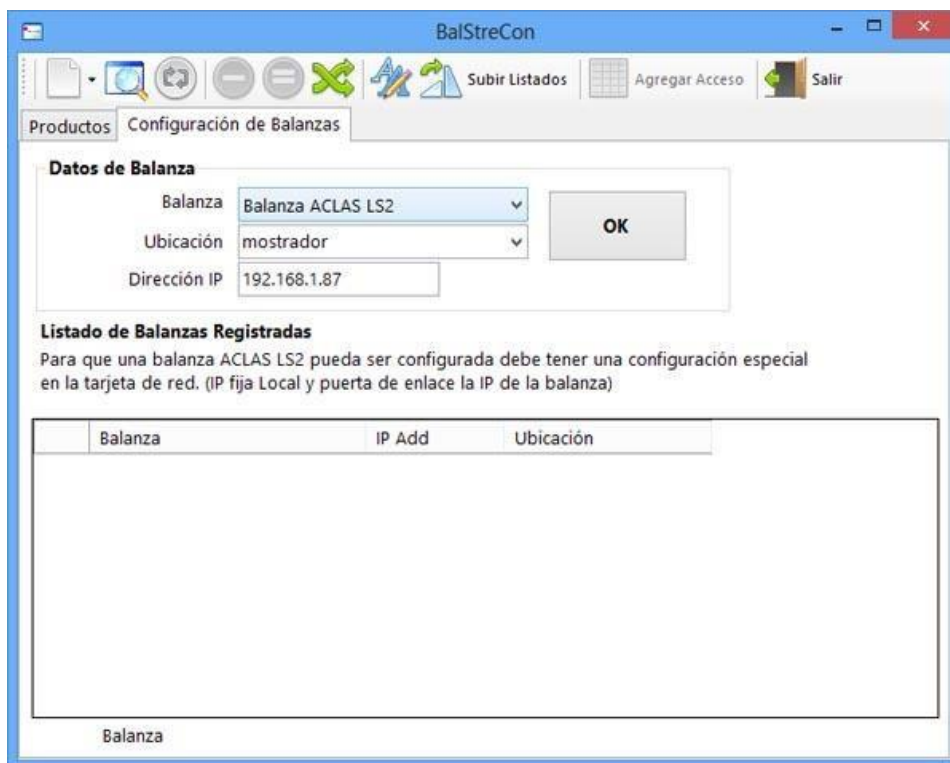 BalStreCon
Subir Listados
Agregar Acceso
Salir
Productos
Configuración de Balanzas
Datos de Balanza
Balanza
Balanza ACLAS LS2
OK
Ubicación
mostrador
Dirección IP
192.168.1.87
Listado de Balanzas Registradas
Para que una balanza ACLAS LS2 pueda ser configurada debe tener una configuración especial
en la tarjeta de red. (IP fija Local y puerta de enlace la IP de la balanza)
Balanza
IP Add
Ubicación
Balanza